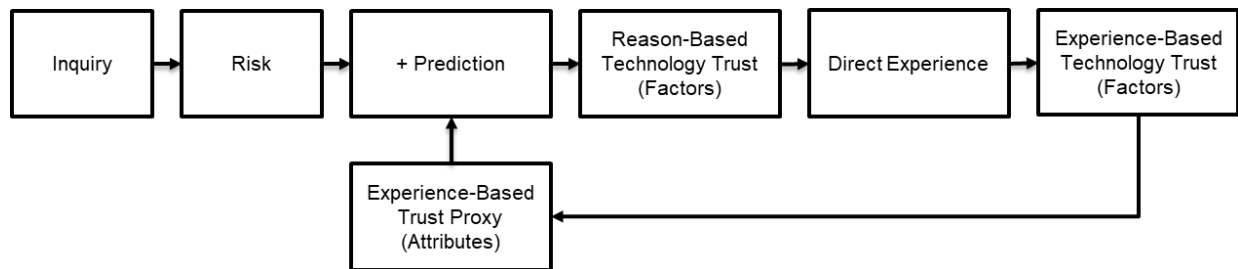 Inquiry
Risk
+ Prediction
Reason-Based
Technology Trust
(Factors)
Direct Experience
Experience-Based
Technology Trust
(Factors)
Experience-Based
Trust Proxy
(Attributes)